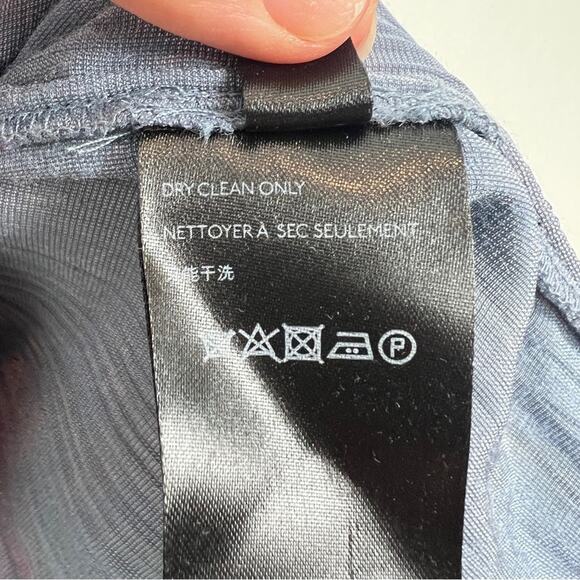 DRY CLEAN ONLY
NETTOYER À SEC SEULEMENT
能干洗
P